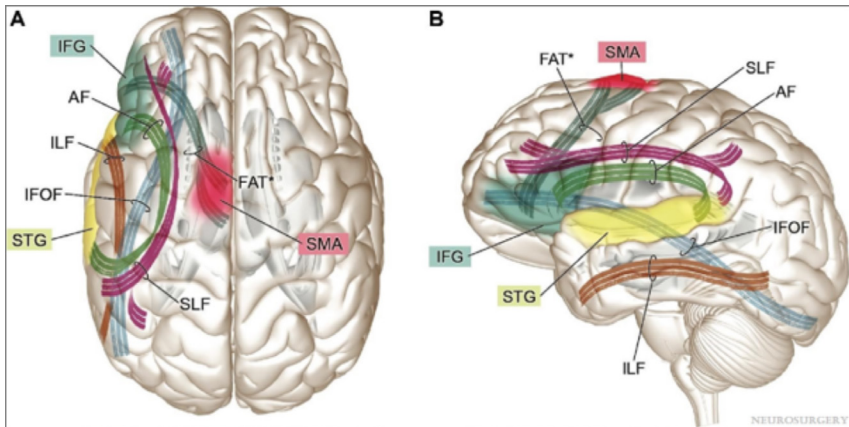 A
IFG
AF
ILF
IFOF
STG
FAT*
SMA
SLF
B
SMA
FAT*
SLF
AF
IFOF
IFG
STG
ILF
NEUROSURGERY